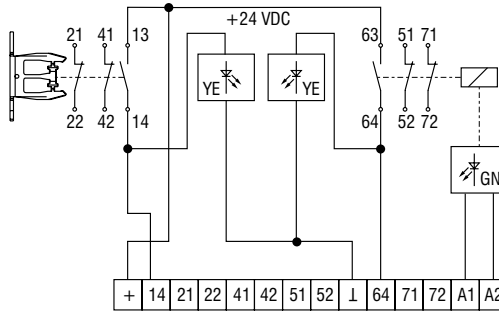 +24 VDC
21 41 13 63 51 71
YE YE
22 42 14 64 52 72
GN
+ 14 21 22 41 42 51 52 ⊥ 64 71 72 A1 A2